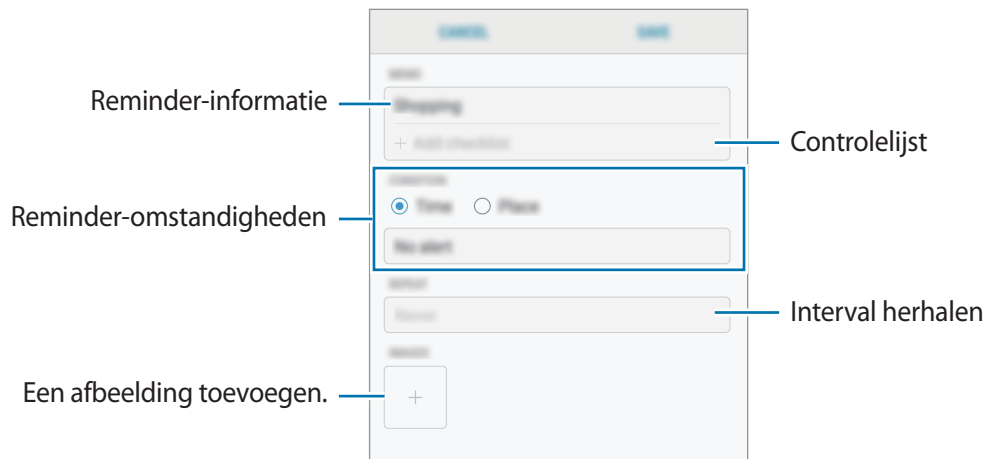 CANCEL
SAVE
MEMO
Reminder-informatie
Shopping
+ Add checklist
Controlelijst
CONDITION
Reminder-omstandigheden
Time
Place
No alert
REPEAT
Never
Interval herhalen
IMAGES
Een afbeelding toevoegen.
+